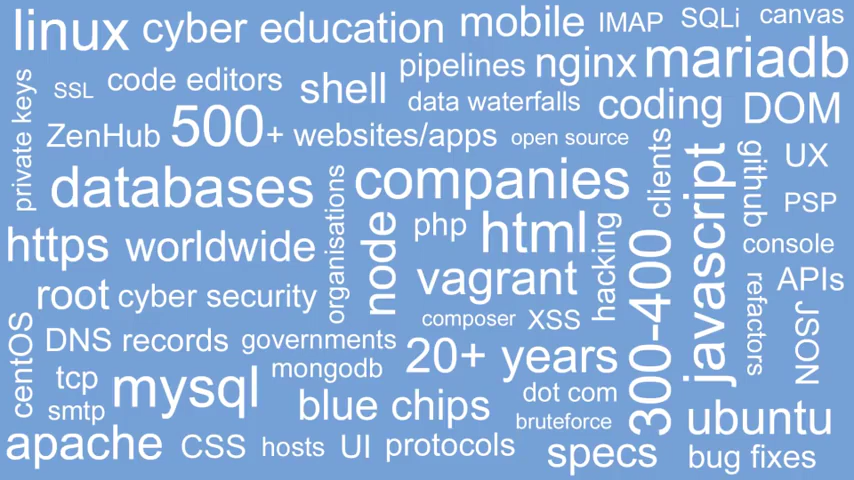 linux cyber education mobile IMAP SQLi canvas
private keys
SSL code editors shell pipelines nginx mariadb
data waterfalls coding DOM
ZenHub 500+ websites/apps open source
databases companies clients javascript github UX
PSP
organisations node php html hacking 300-400
https worldwide console
vagrant refactors APIs
root cyber security
composer XSS JSON
centOS DNS records governments 20+ years
tcp mysql mongodb
smtp blue chips dot com
bruteforce ubuntu
apache CSS hosts UI protocols specs bug fixes